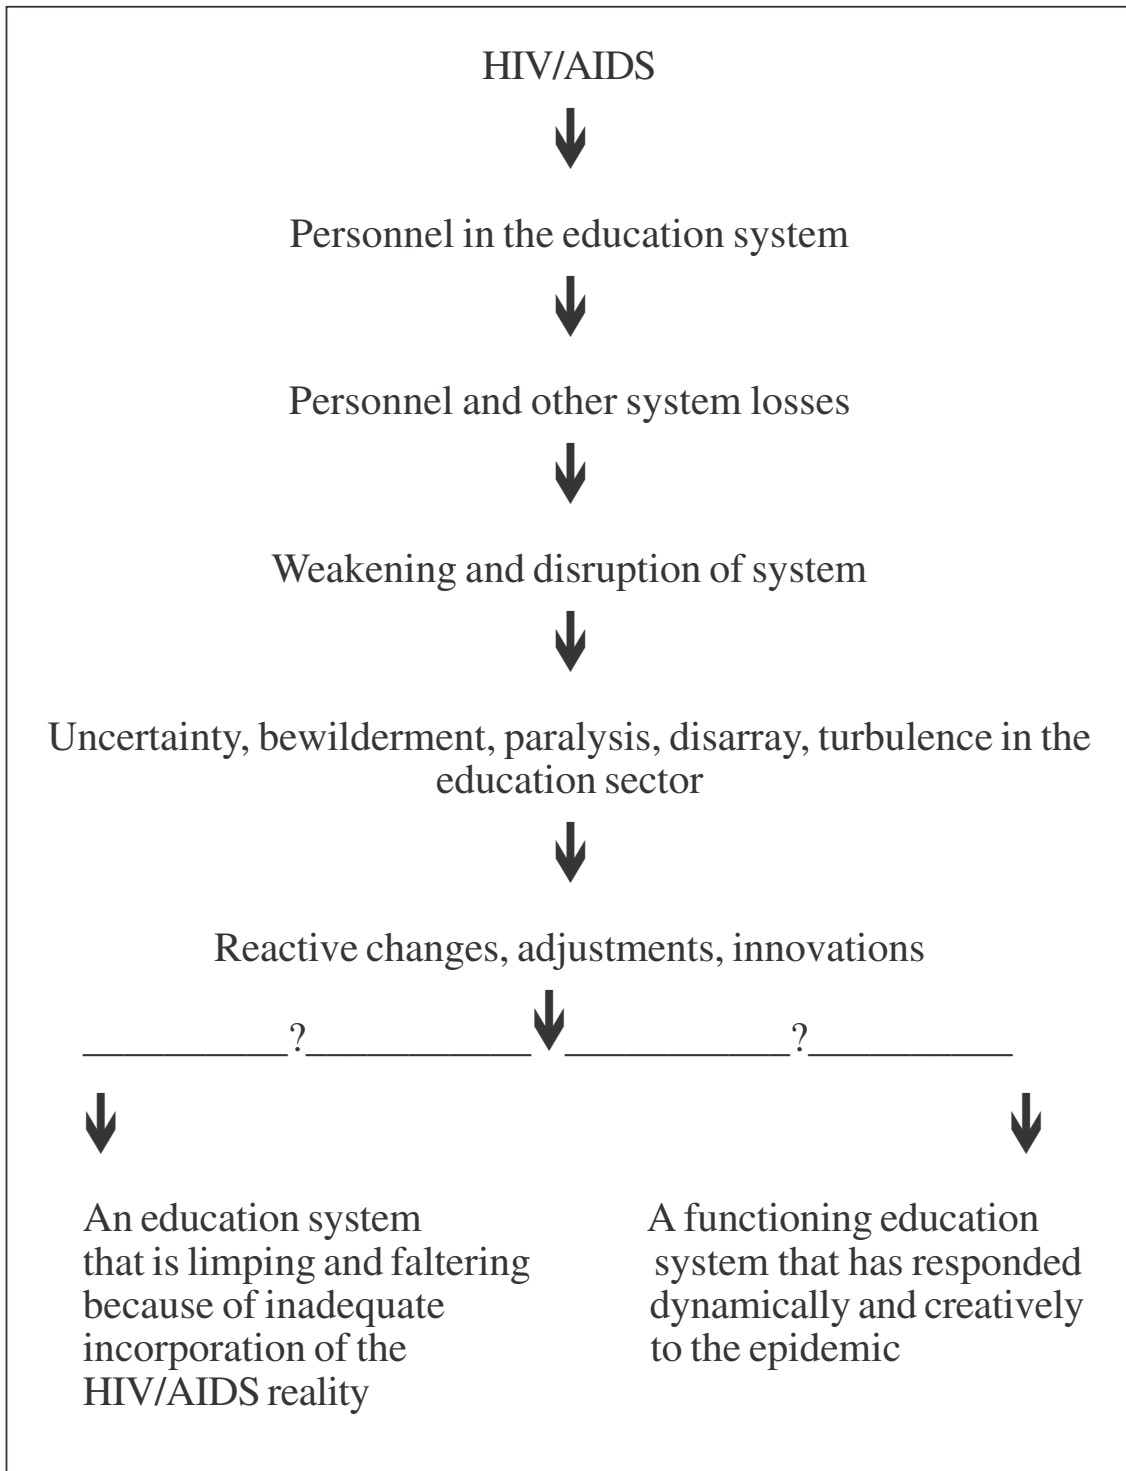 HIV/AIDS
Personnel in the education system
Personnel and other system losses
Weakening and disruption of system
Uncertainty, bewilderment, paralysis, disarray, turbulence in the
education sector
Reactive changes, adjustments, innovations
__________?___________ ___________?__________
An education system
that is limping and faltering
because of inadequate
incorporation of the
HIV/AIDS reality
A functioning education
system that has responded
dynamically and creatively
to the epidemic